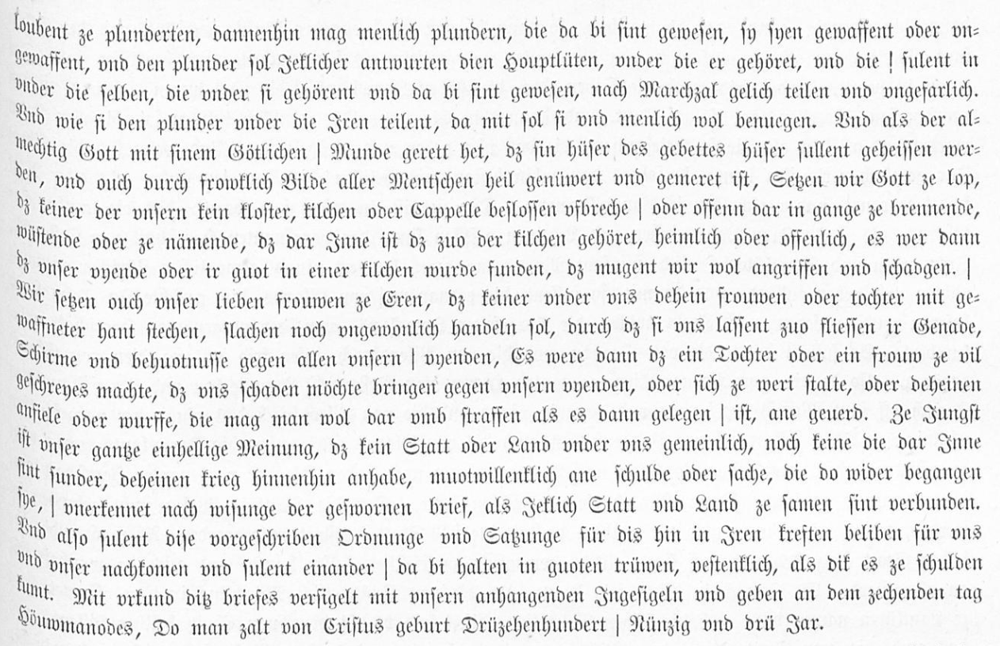 loubent ze plunderten, dannenhin mag menlich plundern, die da bi sint gewesen, sy syen gewaffent oder vn-
gewaffent, vnd den plunder sol Jeklicher antwurten dien Houptlüten, vnder die er gehöret, vnd die | sulent in
vnder die selben, die vnder si gehörent vnd da bi sint gewesen, nach Marchzal gelich teilen vnd vngefarlich.
Vnd wie si den plunder vnder die Iren teilent, da mit sol si vnd menlich wol benuegen. Vnd als der al-
mechtig Gott mit sinem Götlichen | Munde gerett het, dz sin hüser des gebettes hüser sullent geheissen wer-
den, vnd ouch durch frowklich Bilde aller Mentschen heil genüwert vnd gemeret ist, Setzen wir Gott ze lop,
dz keiner der vnsern kein kloster, kilchen oder Cappelle beslossen vfbreche | oder offenn dar in gange ze brennende,
wüstende oder ze nämende, dz dar Inne ist dz zuo der kilchen gehöret, heimlich oder offenlich, es wer dann
dz vnser vyende oder ir guot in einer kilchen wurde funden, dz mugent wir wol angriffen vnd schadgen. |
Wir setzen ouch vnser lieben frouwen ze Eren, dz keiner vnder vns dehein frouwen oder tochter mit ge-
waffneter hant stechen, slachen noch vngewonlich handeln sol, durch dz si vns lassent zuo fliessen ir Genade,
Schirme vnd behuotnusse gegen allen vnsern | vyenden, Es were dann dz ein Tochter oder ein frouw ze vil
geschreyes machte, dz vns schaden möchte bringen gegen vnsern vyenden, oder sich ze weri stalte, oder deheinen
anfiele oder wurffe, die mag man wol dar vmb straffen als es dann gelegen | ist, ane geuerd. Ze Jungst
ist vnser gantze einhellige Meinung, dz kein Statt oder Land vnder vns gemeinlich, noch keine die dar Inne
sint sunder, deheinen krieg hinnenhin anhabe, muotwillenklich ane schulde oder sache, die do wider begangen
sye, | vnerkennet nach wisunge der geswornen brief, als Jeklich Statt vnd Land ze samen sint verbunden.
Vnd also sulent dise vorgeschriben Ordnunge vnd Satzunge für dis hin in Iren kreften beliben für vns
vnd vnser nachkomen vnd sulent einander | da bi halten in guoten trüwen, vestenklich, als dik es ze schulden
kumt. Mit vrkund ditz briefes versigelt mit vnsern anhangenden Ingesigeln vnd geben an dem zechenden tag
Höuwmanodes, Do man zalt von Cristus geburt Drüzehenhundert | Nünzig vnd drü Jar.